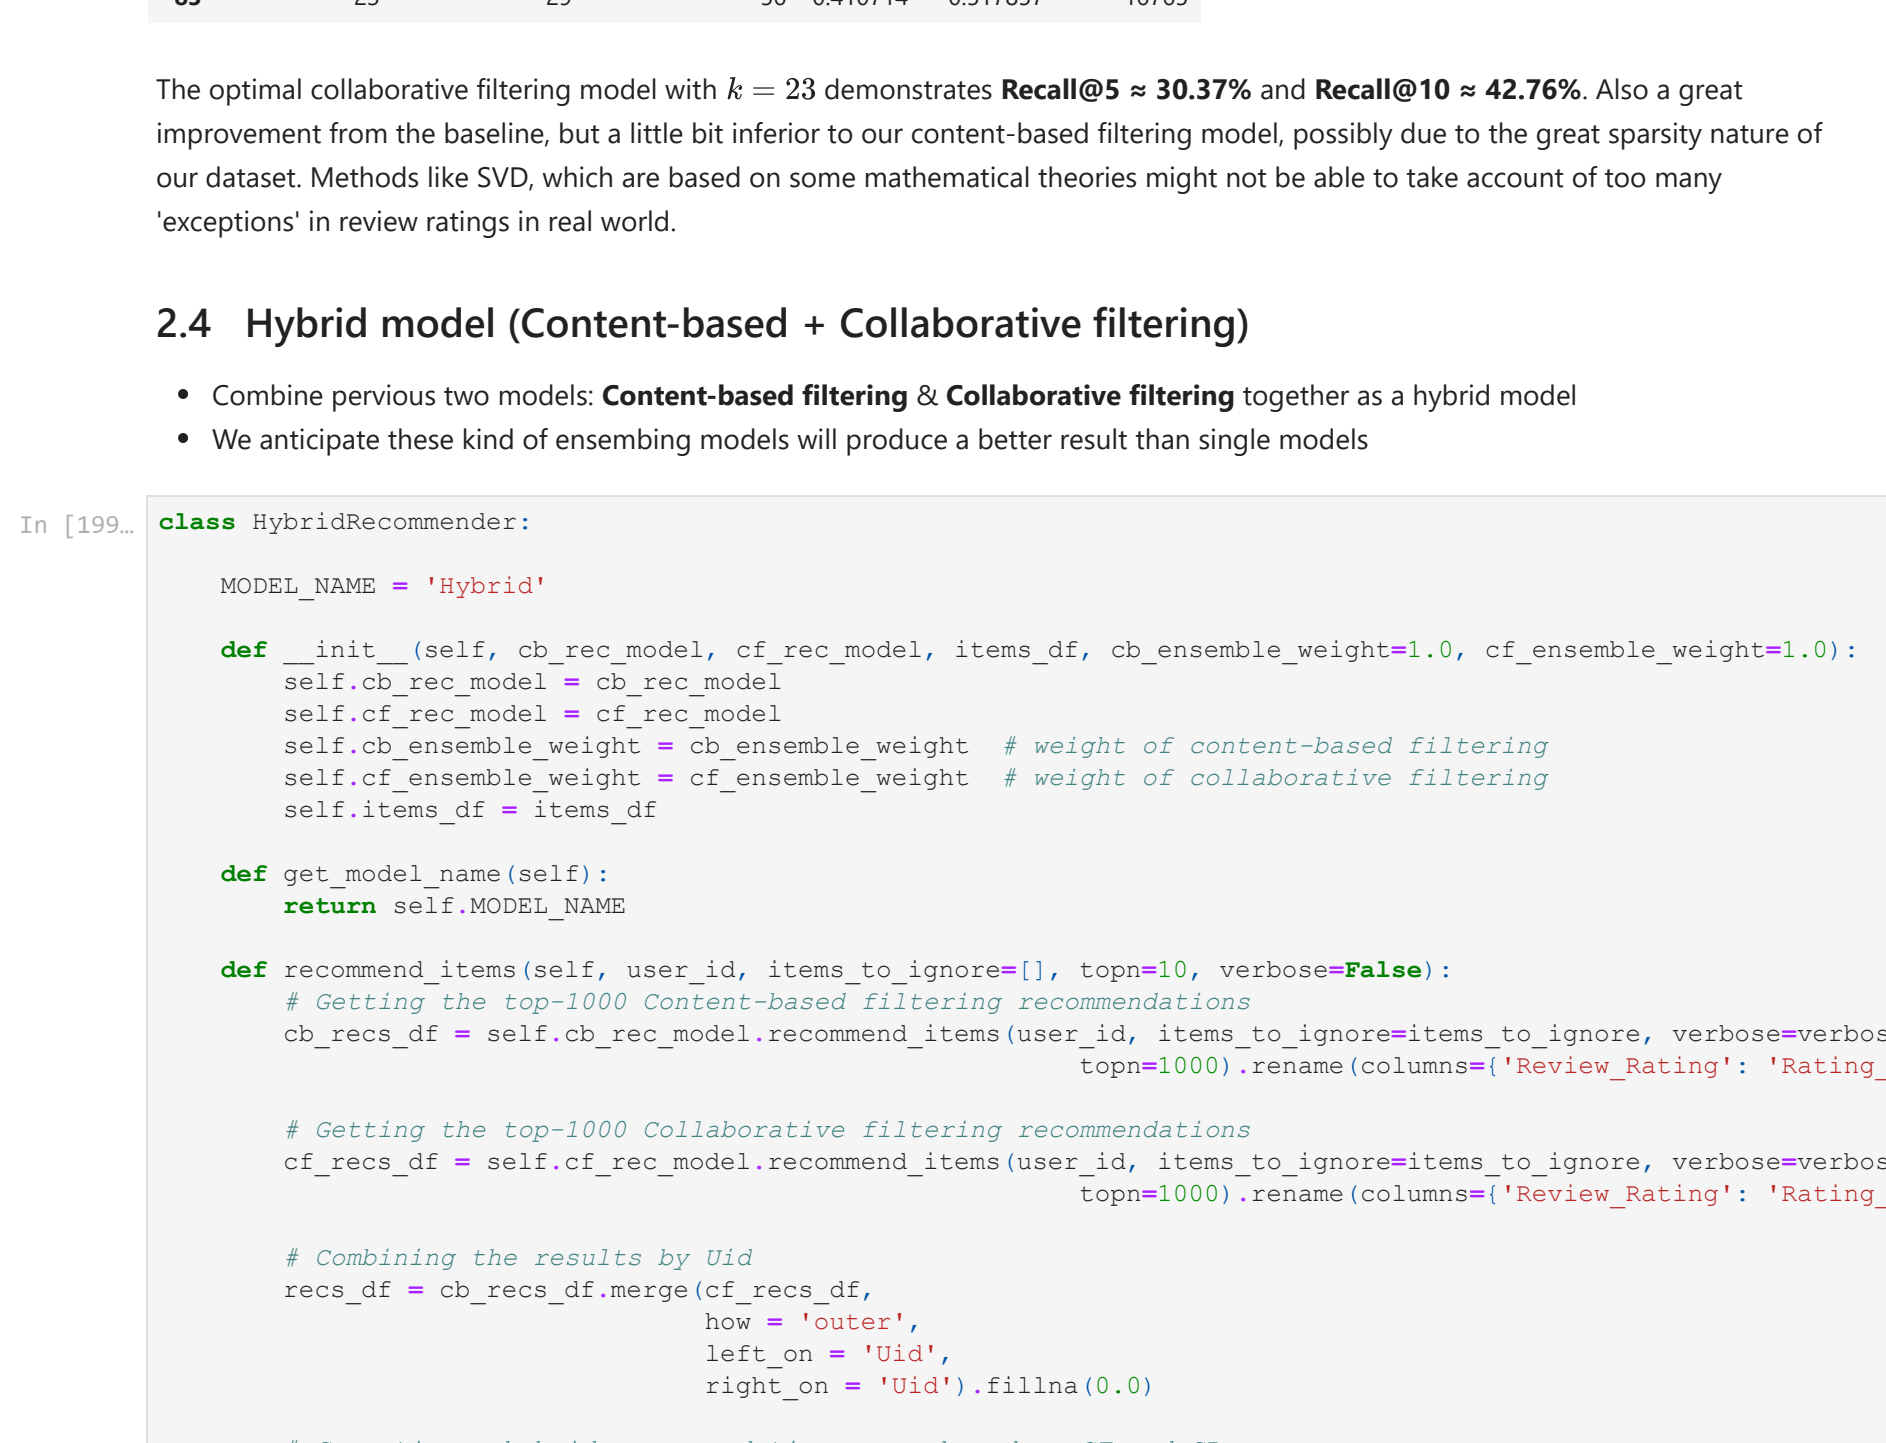 The optimal collaborative filtering model with k = 23 demonstrates Recall@5 ≈ 30.37% and Recall@10 ≈ 42.76%. Also a great
improvement from the baseline, but a little bit inferior to our content-based filtering model, possibly due to the great sparsity nature of
our dataset. Methods like SVD, which are based on some mathematical theories might not be able to take account of too many
'exceptions' in review ratings in real world.
2.4 Hybrid model (Content-based + Collaborative filtering)
• Combine pervious two models: Content-based filtering & Collaborative filtering together as a hybrid model
• We anticipate these kind of ensembing models will produce a better result than single models
In [199…
class HybridRecommender:
    MODEL_NAME = 'Hybrid'
    def __init__(self, cb_rec_model, cf_rec_model, items_df, cb_ensemble_weight=1.0, cf_ensemble_weight=1.0):
        self.cb_rec_model = cb_rec_model
        self.cf_rec_model = cf_rec_model
        self.cb_ensemble_weight = cb_ensemble_weight  # weight of content-based filtering
        self.cf_ensemble_weight = cf_ensemble_weight  # weight of collaborative filtering
        self.items_df = items_df
    def get_model_name(self):
        return self.MODEL_NAME
    def recommend_items(self, user_id, items_to_ignore=[], topn=10, verbose=False):
        # Getting the top-1000 Content-based filtering recommendations
        cb_recs_df = self.cb_rec_model.recommend_items(user_id, items_to_ignore=items_to_ignore, verbose=verbos
                                                       topn=1000).rename(columns={'Review_Rating': 'Rating_
        # Getting the top-1000 Collaborative filtering recommendations
        cf_recs_df = self.cf_rec_model.recommend_items(user_id, items_to_ignore=items_to_ignore, verbose=verbos
                                                       topn=1000).rename(columns={'Review_Rating': 'Rating_
        # Combining the results by Uid
        recs_df = cb_recs_df.merge(cf_recs_df,
                                   how = 'outer',
                                   left_on = 'Uid',
                                   right_on = 'Uid').fillna(0.0)